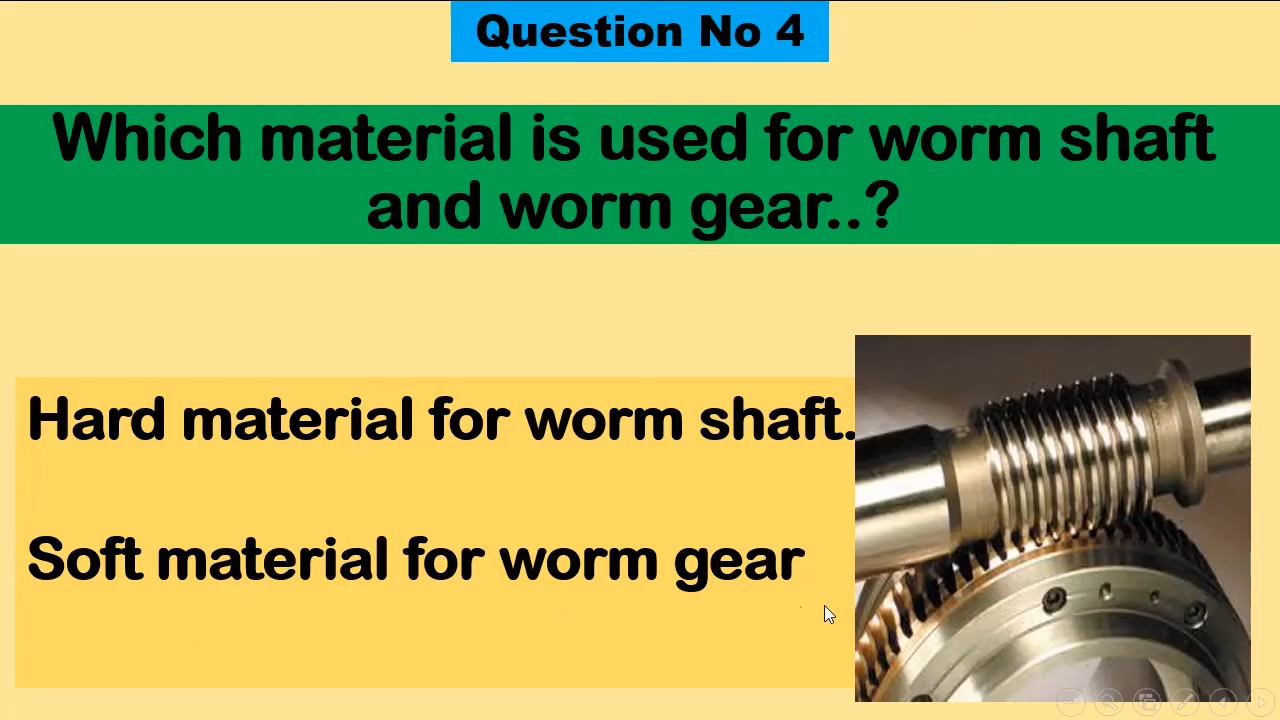 Question No 4
Which material is used for worm shaft
and worm gear..?
Hard material for worm shaft.
Soft material for worm gear